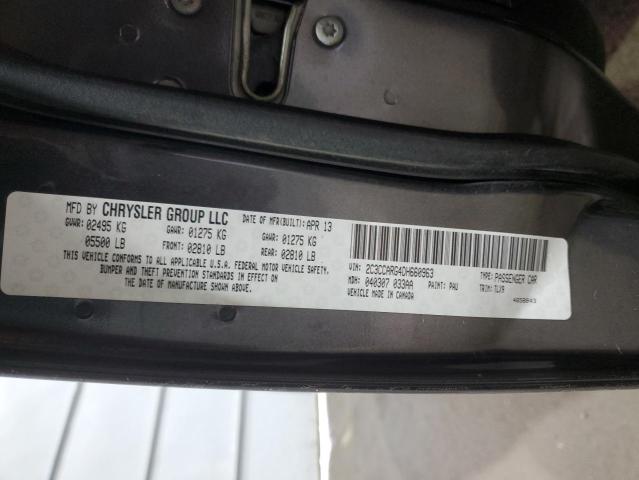 MFD BY CHRYSLER GROUP LLC DATE OF MFR(BUILT): APR 13
GVWR: 02495 KG GAWR: 01275 KG GAWR: 01275 KG
05500 LB FRONT: 02810 LB REAR: 02810 LB
THIS VEHICLE CONFORMS TO ALL APPLICABLE U.S.A. FEDERAL MOTOR VEHICLE SAFETY,
BUMPER AND THEFT PREVENTION STANDARDS IN EFFECT ON
THE DATE OF MANUFACTURE SHOWN ABOVE.
VIN: 2C3CCARG4DH660963 TYPE: PASSENGER CAR
MDH: 040307 033AA PAINT: PAU TRIM: TLX9
VEHICLE MADE IN CANADA 4658843